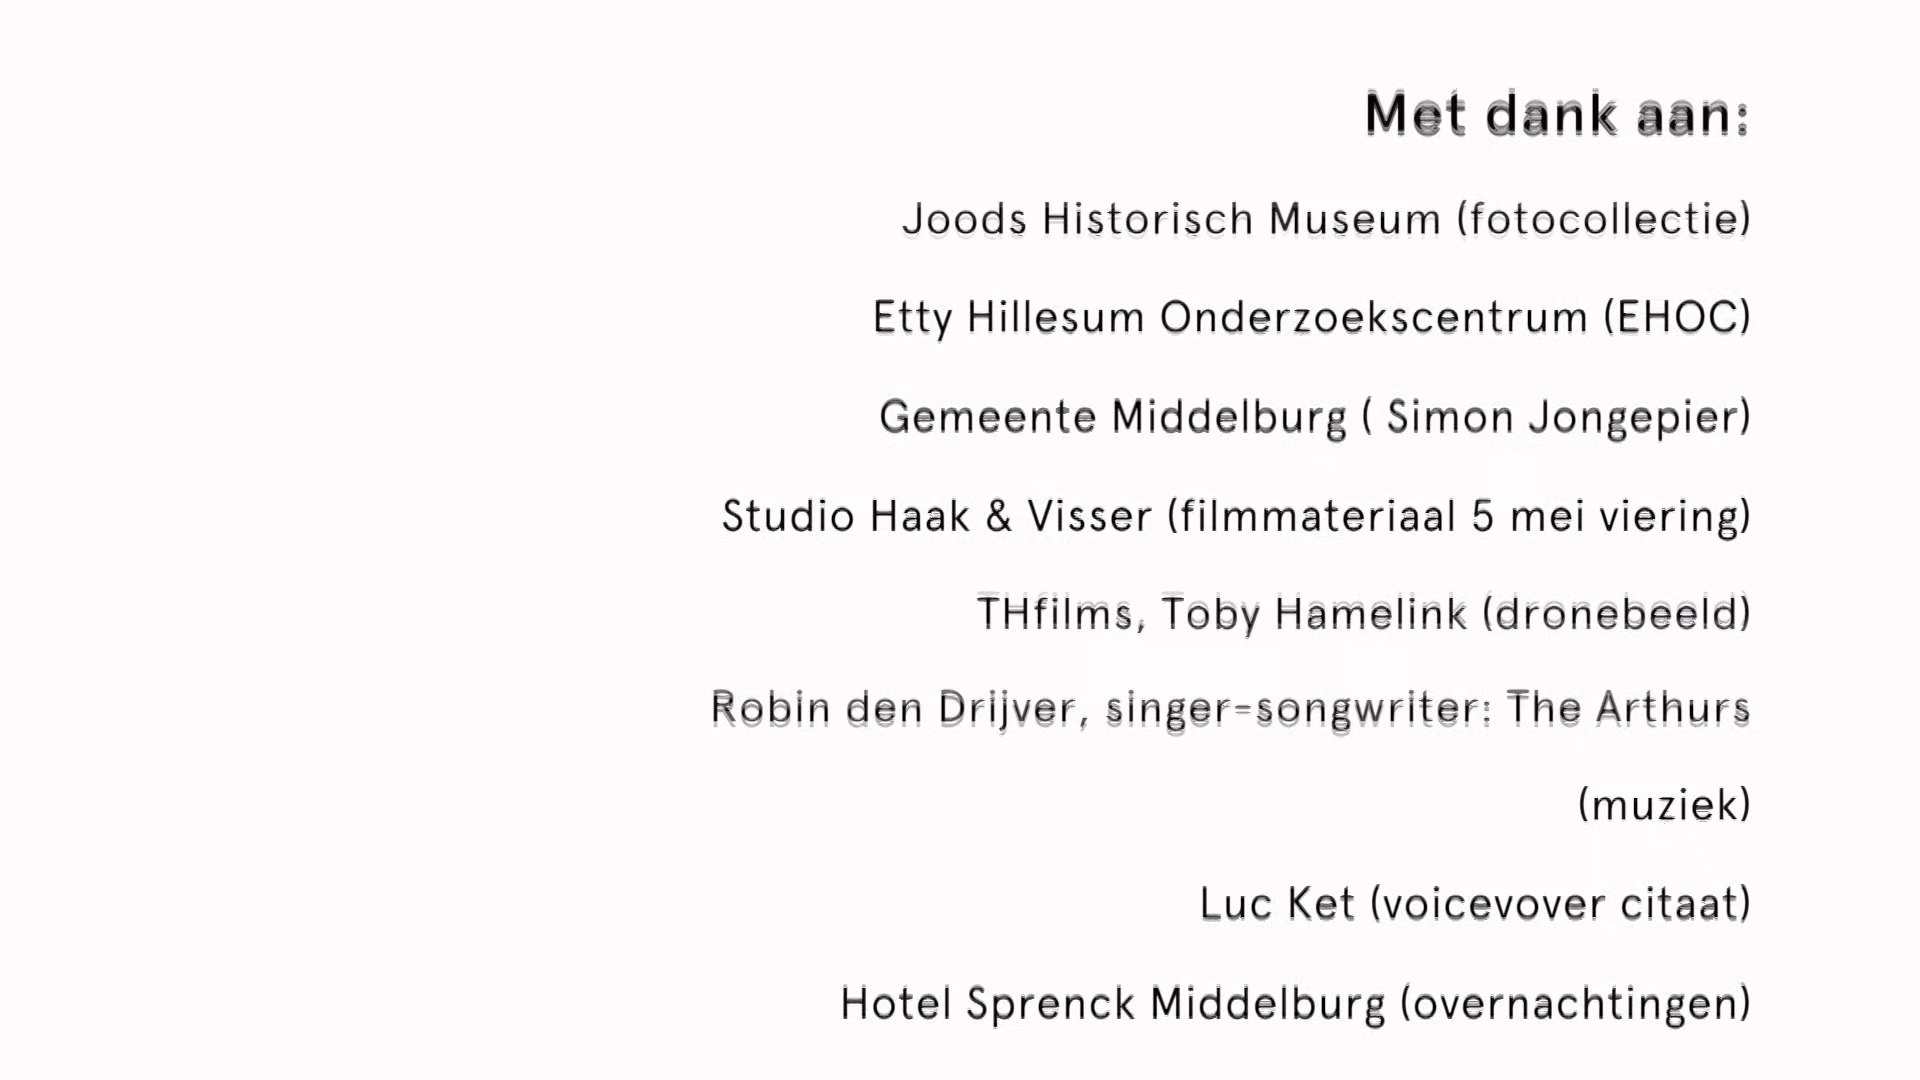 Met dank aan:
Joods Historisch Museum (fotocollectie)
Etty Hillesum Onderzoekscentrum (EHOC)
Gemeente Middelburg ( Simon Jongepier)
Studio Haak & Visser (filmmateriaal 5 mei viering)
THfilms, Toby Hamelink (dronebeeld)
Robin den Drijver, singer-songwriter: The Arthurs
(muziek)
Luc Ket (voicevover citaat)
Hotel Sprenck Middelburg (overnachtingen)